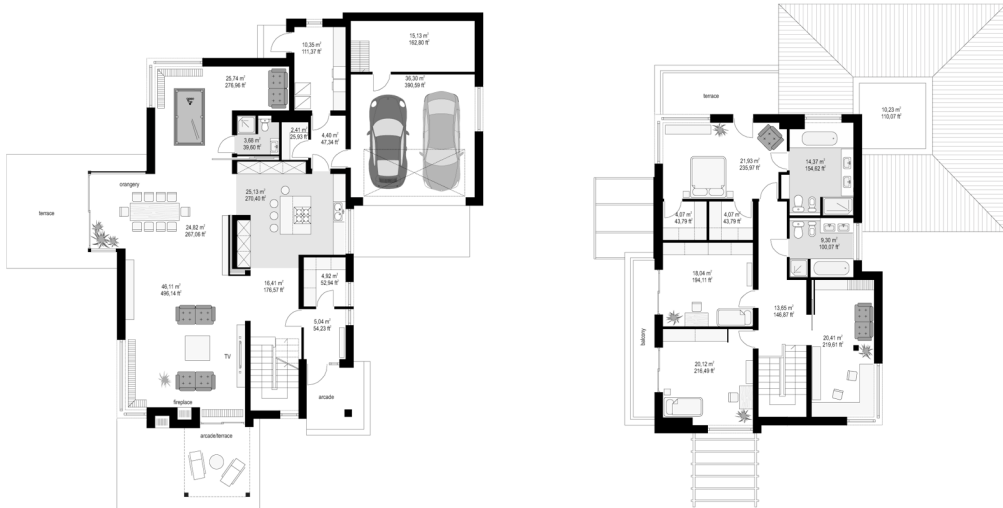 10,35 m²
111,37 ft²
15,13 m²
162,80 ft²
25,74 m²
276,96 ft²
36,30 m²
390,59 ft²
3,68 m²
39,60 ft²
2,41 m²
25,93 ft²
4,40 m²
47,34 ft²
orangery
terrace
25,13 m²
270,40 ft²
24,82 m²
267,06 ft²
46,11 m²
496,14 ft²
16,41 m²
176,57 ft²
4,92 m²
52,94 ft²
5,04 m²
54,23 ft²
TV
fireplace
arcade
arcade/terrace
terrace
10,23 m²
110,07 ft²
21,93 m²
235,97 ft²
14,37 m²
154,62 ft²
4,07 m²
43,79 ft²
4,07 m²
43,79 ft²
9,30 m²
100,07 ft²
18,04 m²
194,11 ft²
13,65 m²
146,87 ft²
balcony
20,41 m²
219,61 ft²
20,12 m²
216,49 ft²